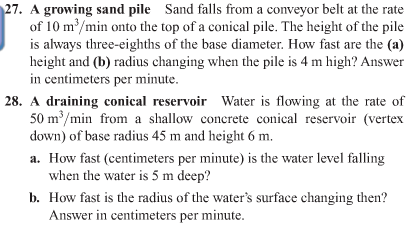 27. A growing sand pile Sand falls from a conveyor belt at the rate
of 10 m³/min onto the top of a conical pile. The height of the pile
is always three-eighths of the base diameter. How fast are the (a)
height and (b) radius changing when the pile is 4 m high? Answer
in centimeters per minute.
28. A draining conical reservoir Water is flowing at the rate of
50 m³/min from a shallow concrete conical reservoir (vertex
down) of base radius 45 m and height 6 m.
a. How fast (centimeters per minute) is the water level falling
when the water is 5 m deep?
b. How fast is the radius of the water's surface changing then?
Answer in centimeters per minute.